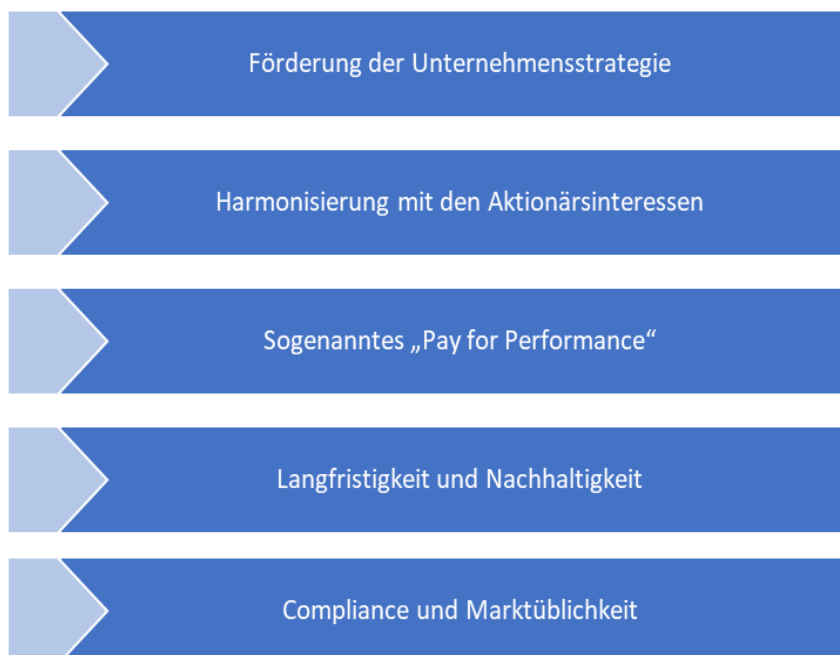 Förderung der Unternehmensstrategie
Harmonisierung mit den Aktionärsinteressen
Sogenanntes „Pay for Performance“
Langfristigkeit und Nachhaltigkeit
Compliance und Marktüblichkeit